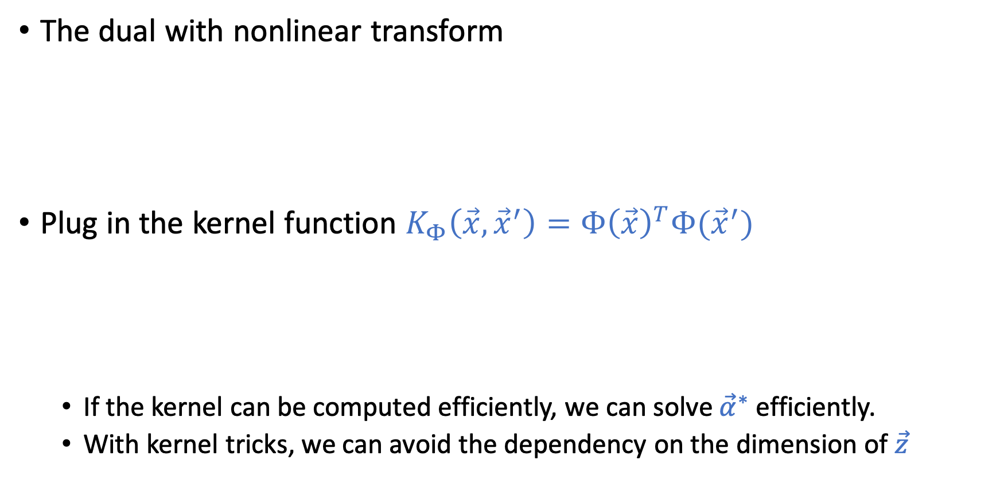 • The dual with nonlinear transform
• Plug in the kernel function $K_{\Phi}(\vec{x}, \vec{x}') = \Phi(\vec{x})^T \Phi(\vec{x}')$
• If the kernel can be computed efficiently, we can solve $\vec{\alpha}^*$ efficiently.
• With kernel tricks, we can avoid the dependency on the dimension of $\vec{z}$